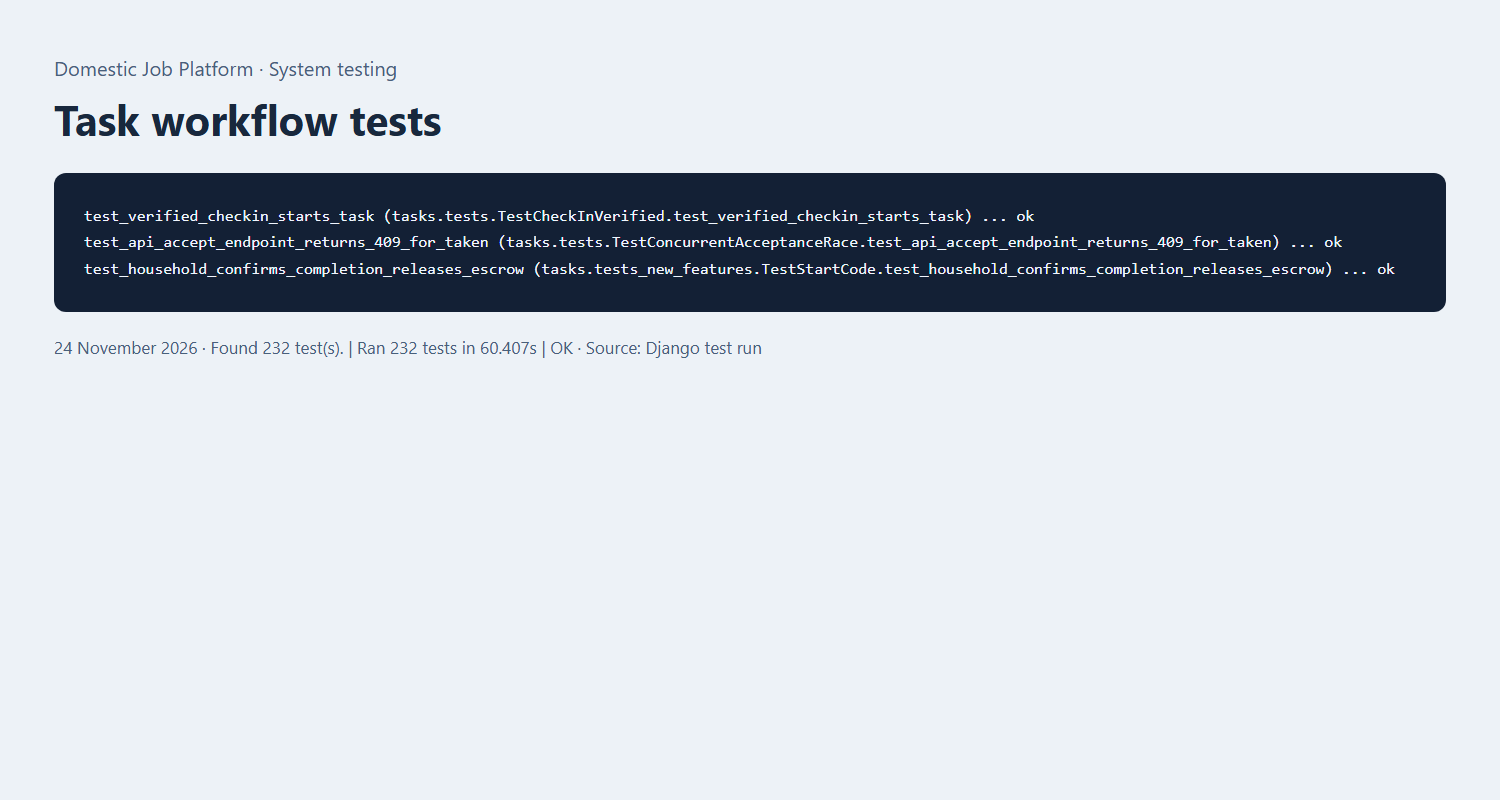 Domestic Job Platform · System testing
Task workflow tests
test_verified_checkin_starts_task (tasks.tests.TestCheckInVerified.test_verified_checkin_starts_task) ... ok
test_api_accept_endpoint_returns_409_for_taken (tasks.tests.TestConcurrentAcceptanceRace.test_api_accept_endpoint_returns_409_for_taken) ... ok
test_household_confirms_completion_releases_escrow (tasks.tests_new_features.TestStartCode.test_household_confirms_completion_releases_escrow) ... ok
24 November 2026 · Found 232 test(s). | Ran 232 tests in 60.407s | OK · Source: Django test run